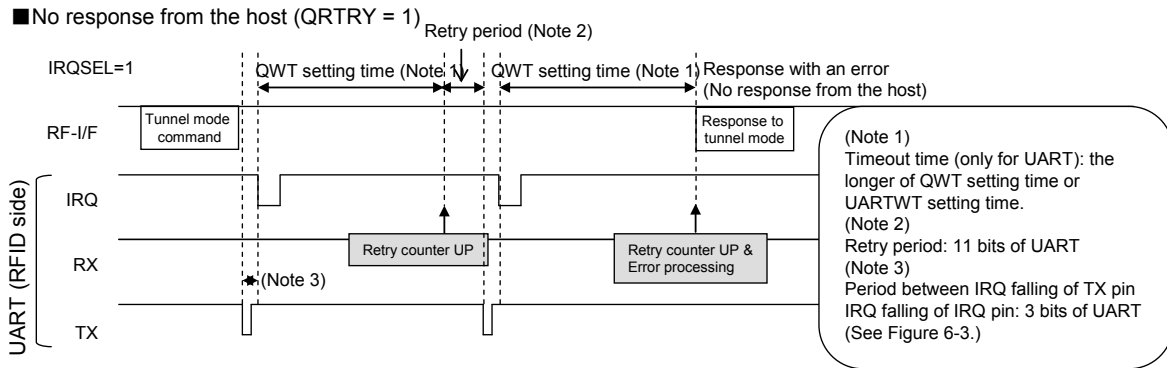 ■No response from the host (QRTRY = 1)
Retry period (Note 2)
IRQSEL=1
QWT setting time (Note 1)
QWT setting time (Note 1)
Response with an error
(No response from the host)
RF-I/F
Tunnel mode
command
Response to
tunnel mode
UART (RFID side)
IRQ
Retry counter UP
Retry counter UP &
Error processing
RX
(Note 3)
TX
(Note 1)
Timeout time (only for UART): the
longer of QWT setting time or
UARTWT setting time.
(Note 2)
Retry period: 11 bits of UART
(Note 3)
Period between IRQ falling of TX pin
IRQ falling of IRQ pin: 3 bits of UART
(See Figure 6-3.)